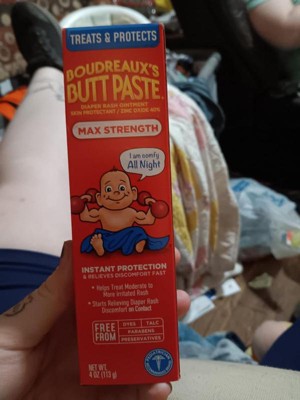 TREATS & PROTECTS
BOUDREAUX'S
BUTT PASTE
DIAPER RASH OINTMENT
SKIN PROTECTANT / ZINC OXIDE 40%
MAX STRENGTH
I am comfy
All Night
INSTANT PROTECTION
& RELIEVES DISCOMFORT FAST
• Helps Treat Moderate to
More Irritated Rash
• Starts Relieving Diaper Rash
Discomfort on Contact
FREE
FROM
DYES TALC
PARABENS
PRESERVATIVES
NET WT.
4 OZ (113 g)